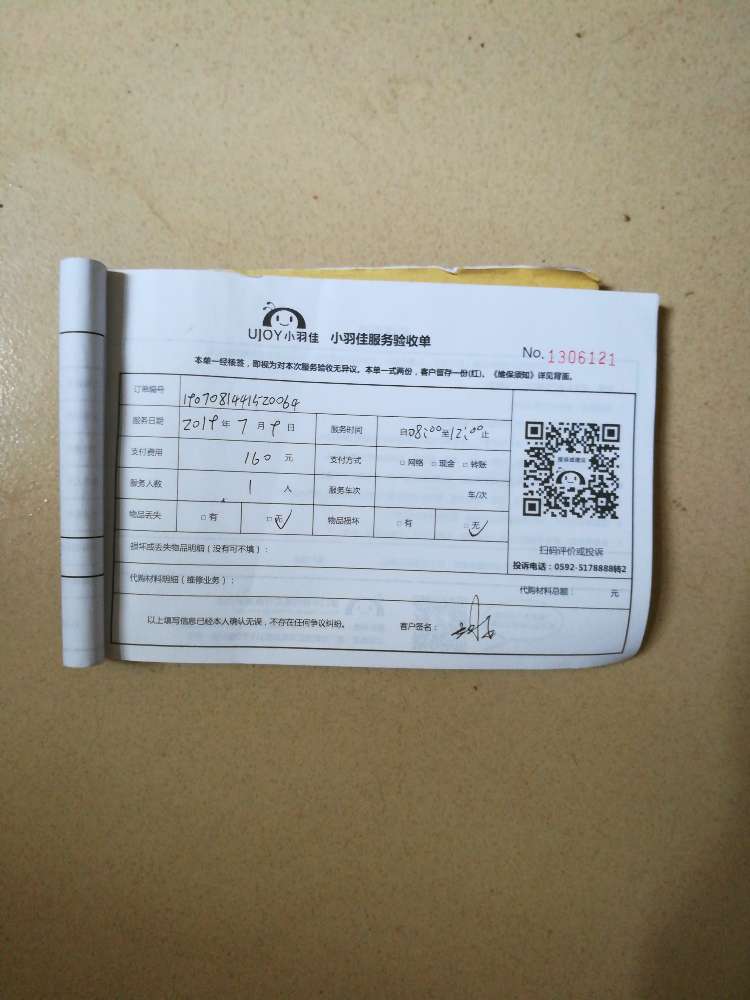 UJOY小羽佳 小羽佳服务验收单
No. 1306121
本单一经核签,即视为对本次服务验收无异议。本单一式两份,客户留存一份(红)。《维保须知》详见背面。
订单编号 1907081441520064
服务日期 2019年7月9日 服务时间 自08:00至12:00止
支付费用 160 元 支付方式 □网络 □现金 □转账
服务人数 1 人 服务车次 车/次
物品丢失 □有 □无✓ 物品损坏 □有 □无✓
扫码评价或投诉
损坏或丢失物品明细(没有可不填):
投诉电话:0592-5178888转2
代购材料明细(维修业务): 代购材料总额: 元
以上填写信息已经本人确认无误,不存在任何争议纠纷。 客户签名: